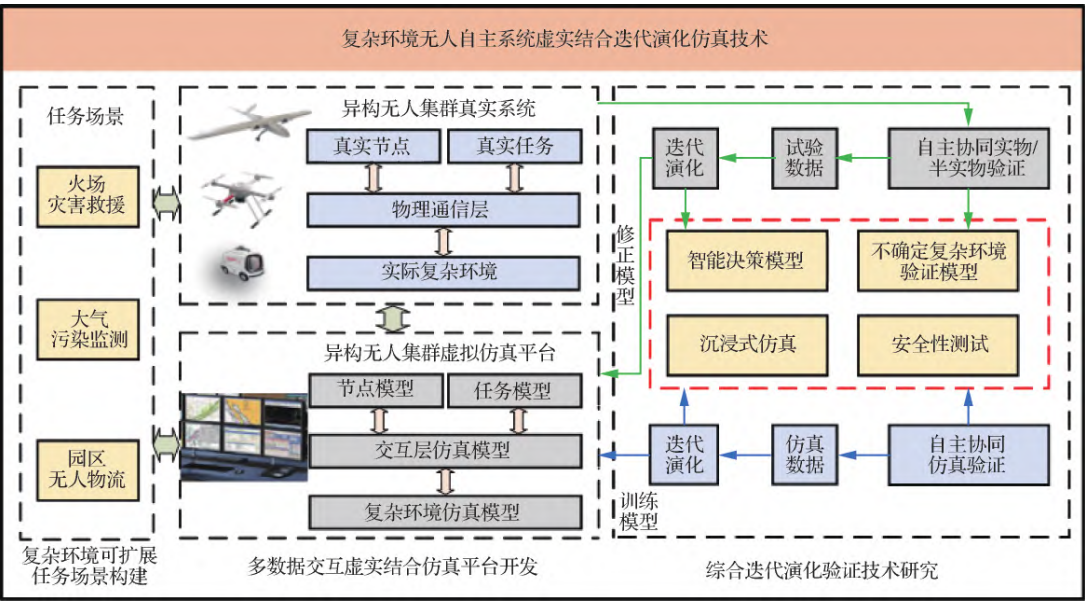 复杂环境无人自主系统虚实结合迭代演化仿真技术
任务场景
火场
灾害救援
大气
污染监测
园区
无人物流
复杂环境可扩展
任务场景构建
异构无人集群真实系统
真实节点
真实任务
物理通信层
实际复杂环境
异构无人集群虚拟仿真平台
节点模型
任务模型
交互层仿真模型
复杂环境仿真模型
多数据交互虚实结合仿真平台开发
迭代
演化
试验
数据
自主协同实物/
半实物验证
修正模型
智能决策模型
不确定复杂环境
验证模型
沉浸式仿真
安全性测试
迭代
演化
仿真
数据
自主协同
仿真验证
训练
模型
综合迭代演化验证技术研究